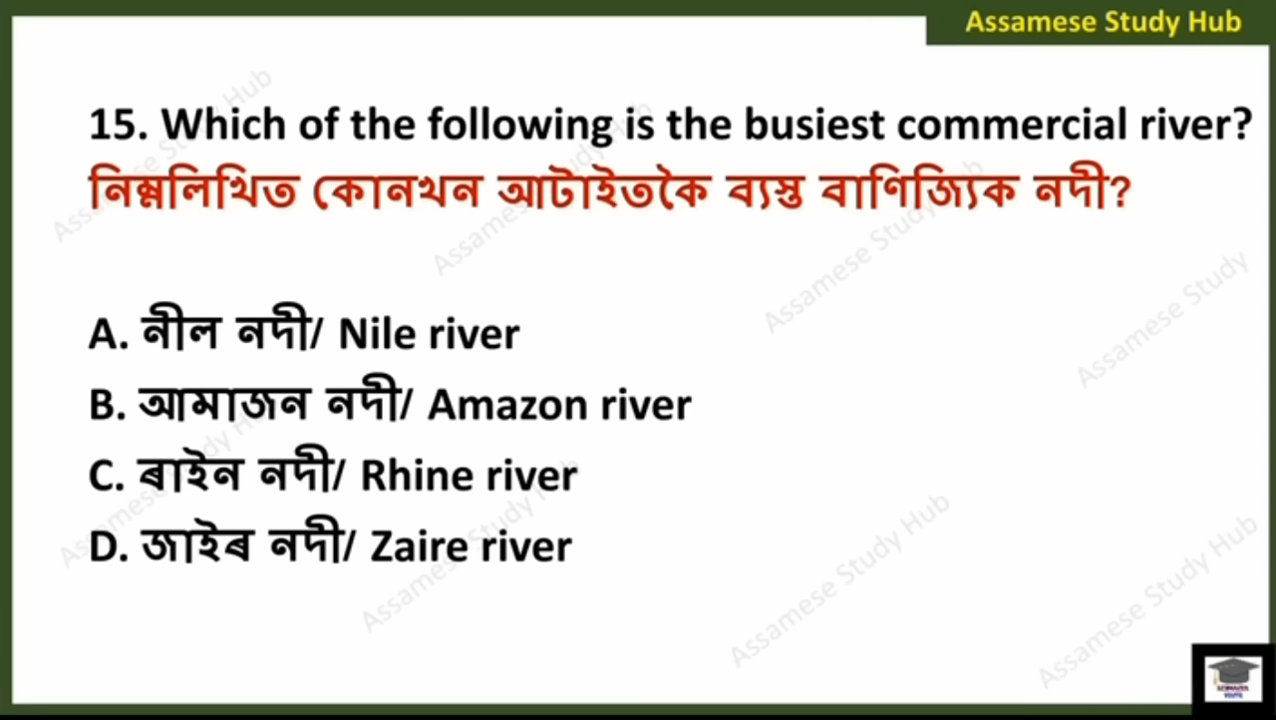 Assamese Study Hub
15. Which of the following is the busiest commercial river?
নিম্নলিখিত কোনখন আটাইতকৈ ব্যস্ত বাণিজ্যিক নদী?
A. নীল নদী/ Nile river
B. আমাজন নদী/ Amazon river
C. ৰাইন নদী/ Rhine river
D. জাইৰ নদী/ Zaire river